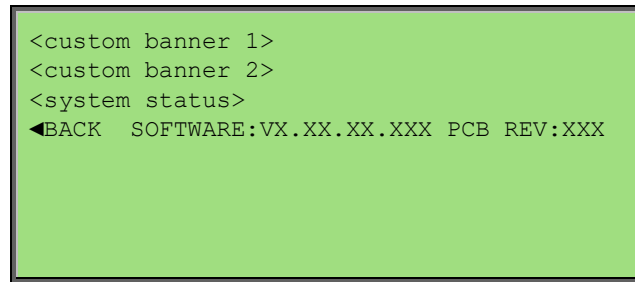 <custom banner 1>
<custom banner 2>
<system status>
◄BACK  SOFTWARE:VX.XX.XX.XXX PCB REV:XXX